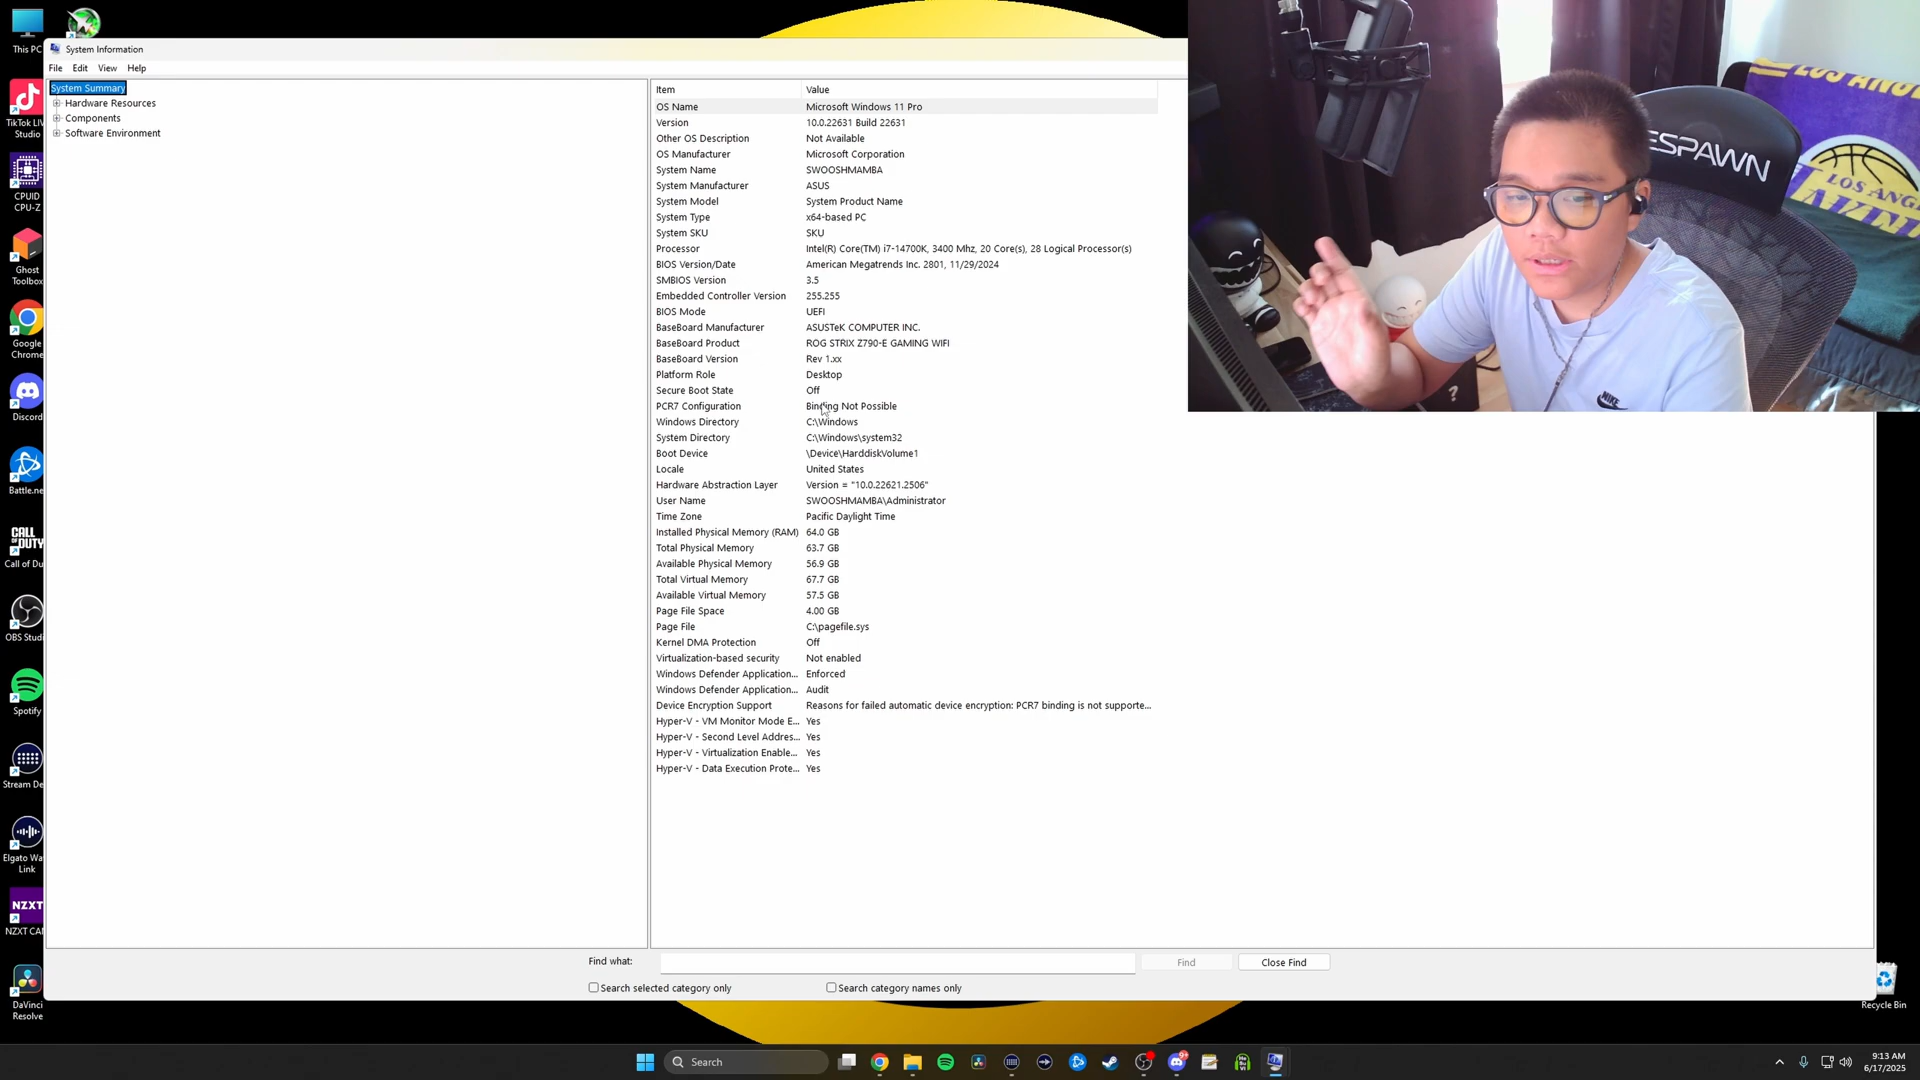 This PC
System Information
File Edit View Help
System Summary
Hardware Resources
Components
Software Environment
Item Value
OS Name Microsoft Windows 11 Pro
Version 10.0.22631 Build 22631
Other OS Description Not Available
OS Manufacturer Microsoft Corporation
System Name SWOOSHMAMBA
System Manufacturer ASUS
System Model System Product Name
System Type x64-based PC
System SKU SKU
Processor Intel(R) Core(TM) i7-14700K, 3400 Mhz, 20 Core(s), 28 Logical Processor(s)
BIOS Version/Date American Megatrends Inc. 2801, 11/29/2024
SMBIOS Version 3.5
Embedded Controller Version 255.255
BIOS Mode UEFI
BaseBoard Manufacturer ASUSTeK COMPUTER INC.
BaseBoard Product ROG STRIX Z790-E GAMING WIFI
BaseBoard Version Rev 1.xx
Platform Role Desktop
Secure Boot State Off
PCR7 Configuration Binding Not Possible
Windows Directory C:\Windows
System Directory C:\Windows\system32
Boot Device \Device\HarddiskVolume1
Locale United States
Hardware Abstraction Layer Version = "10.0.22621.2506"
User Name SWOOSHMAMBA\Administrator
Time Zone Pacific Daylight Time
Installed Physical Memory (RAM) 64.0 GB
Total Physical Memory 63.7 GB
Available Physical Memory 56.9 GB
Total Virtual Memory 67.7 GB
Available Virtual Memory 57.5 GB
Page File Space 4.00 GB
Page File C:\pagefile.sys
Kernel DMA Protection Off
Virtualization-based security Not enabled
Windows Defender Application... Enforced
Windows Defender Application... Audit
Device Encryption Support Reasons for failed automatic device encryption: PCR7 binding is not supporte...
Hyper-V - VM Monitor Mode E... Yes
Hyper-V - Second Level Addres... Yes
Hyper-V - Virtualization Enable... Yes
Hyper-V - Data Execution Prote... Yes
Find what: Find Close Find
Search selected category only Search category names only
TikTok LIV
Studio
CPUID
CPU-Z
Ghost
Toolbox
Google
Chrome
Discord
Battle.ne
CALL OF
DUTY
Call of Du
OBS Studi
Spotify
Stream De
Elgato Wa
Link
NZXT
NZXT CA
DaVinci
Resolve
Recycle Bin
ESPAWN
LOS ANG
LOS ANGE
?
Search
9:13 AM
6/17/2025